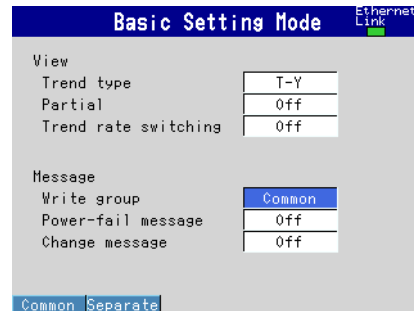 Basic Setting Mode
Ethernet
Link
View
Trend type T-Y
Partial Off
Trend rate switching Off
Message
Write group Common
Power-fail message Off
Change message Off
Common Separate